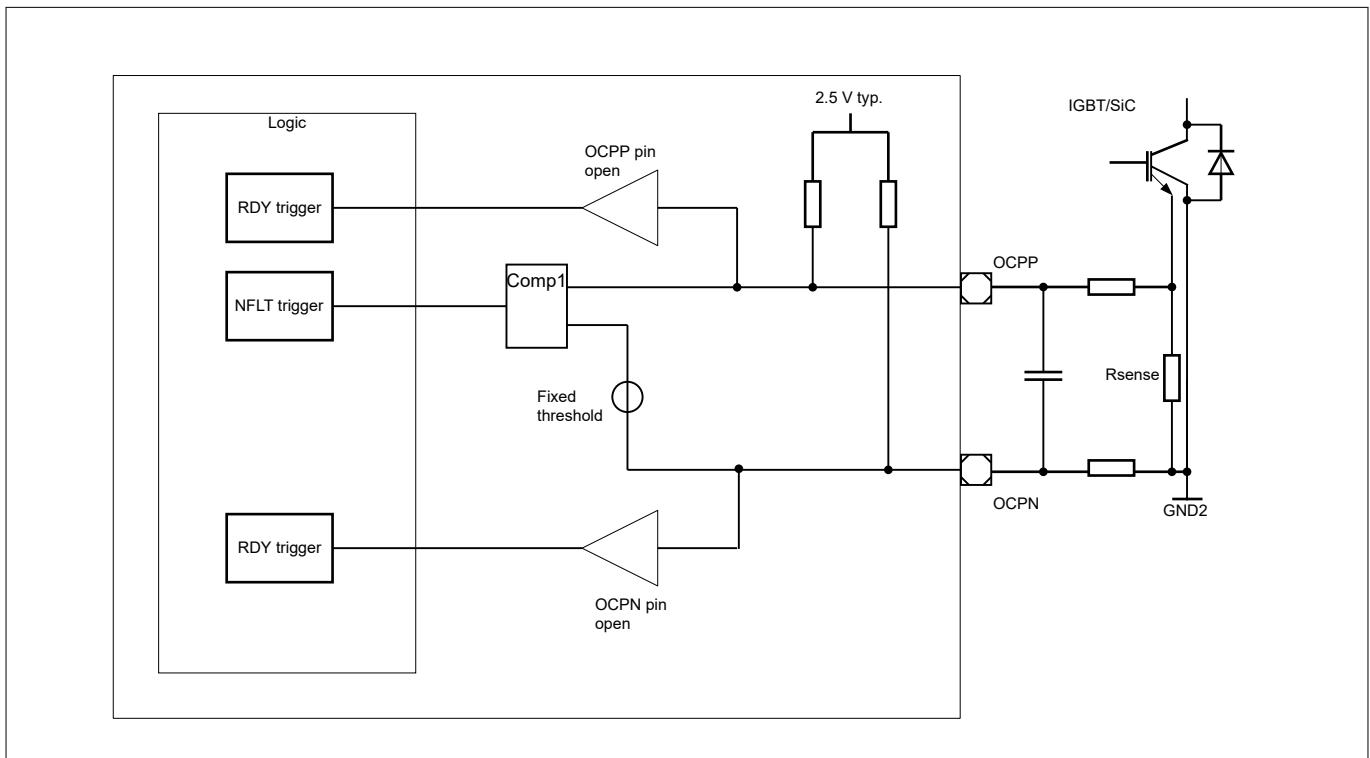 2.5 V typ.
IGBT/SiC
Logic
OCPP pin
open
RDY trigger
OCPP
Comp1
NFLT trigger
Rsense
Fixed
threshold
OCPN
GND2
RDY trigger
OCPN pin
open